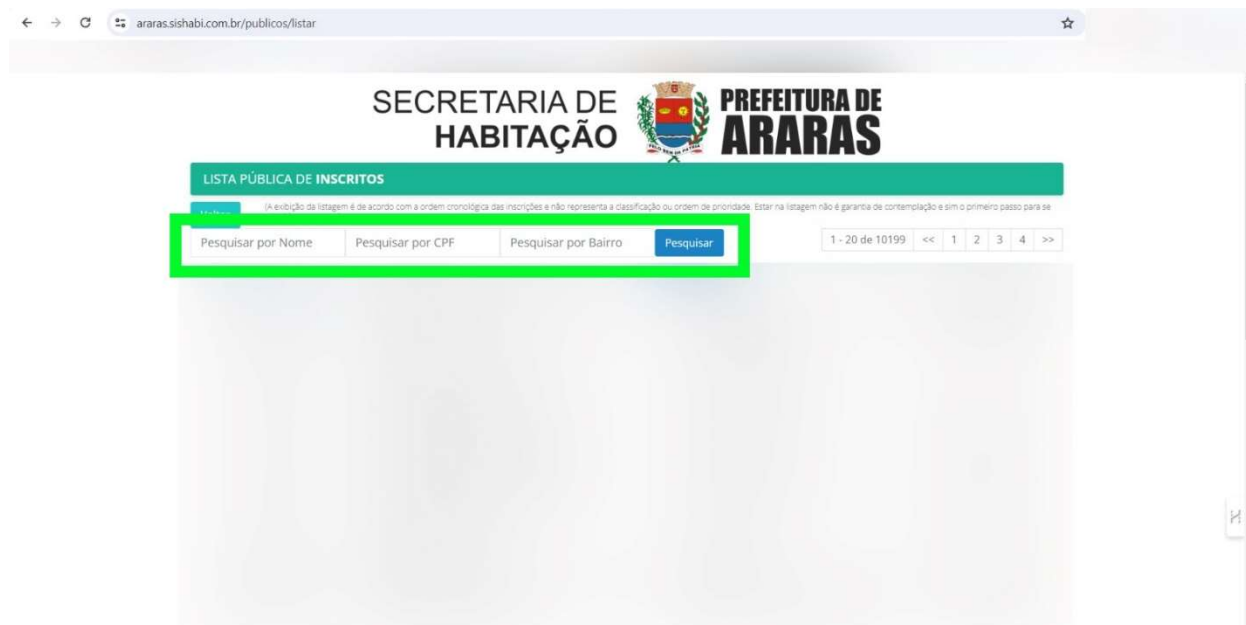 araras.sishabi.com.br/publicos/listar
SECRETARIA DE
HABITAÇÃO
PREFEITURA DE
ARARAS
LISTA PÚBLICA DE INSCRITOS
(A exibição da listagem é de acordo com a ordem cronológica das inscrições e não representa a classificação ou ordem de prioridade. Estar na listagem não é garantia de contemplação e sim o primeiro passo para se
Pesquisar por Nome Pesquisar por CPF Pesquisar por Bairro Pesquisar 1 - 20 de 10199 << 1 2 3 4 >>